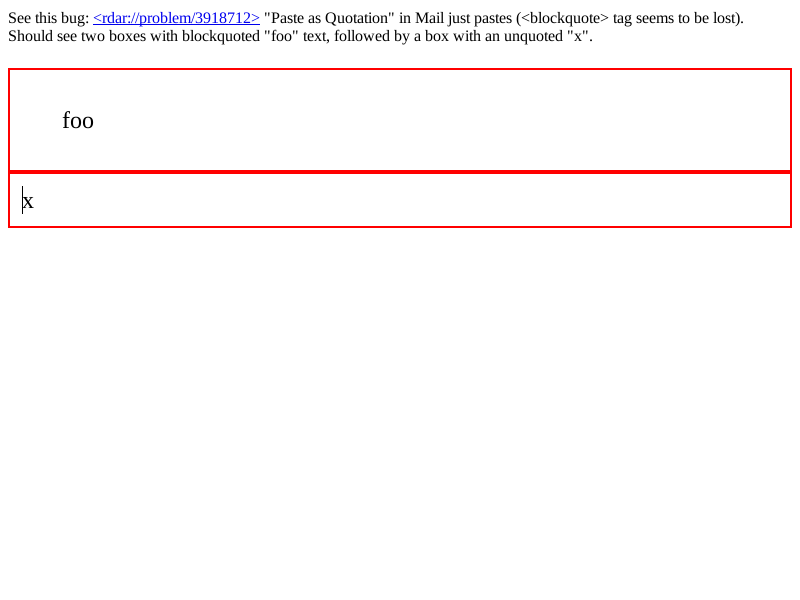 See this bug: <rdar://problem/3918712> "Paste as Quotation" in Mail just pastes (<blockquote> tag seems to be lost).
Should see two boxes with blockquoted "foo" text, followed by a box with an unquoted "x".
foo
x